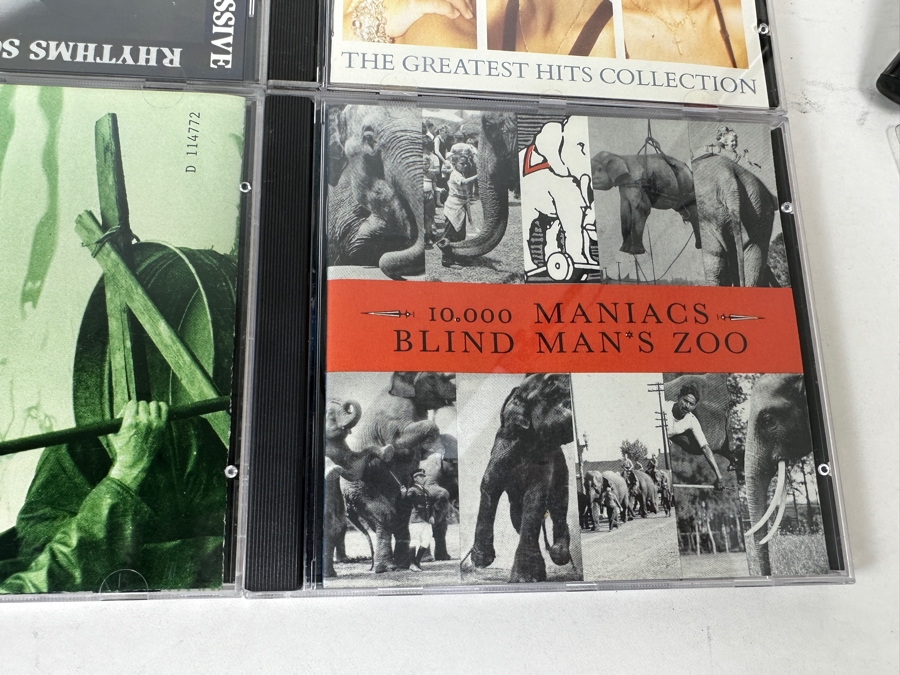 RHYTHMS
SSIVE
THE GREATEST HITS COLLECTION
D 114772
10.000 MANIACS
BLIND MAN*S ZOO